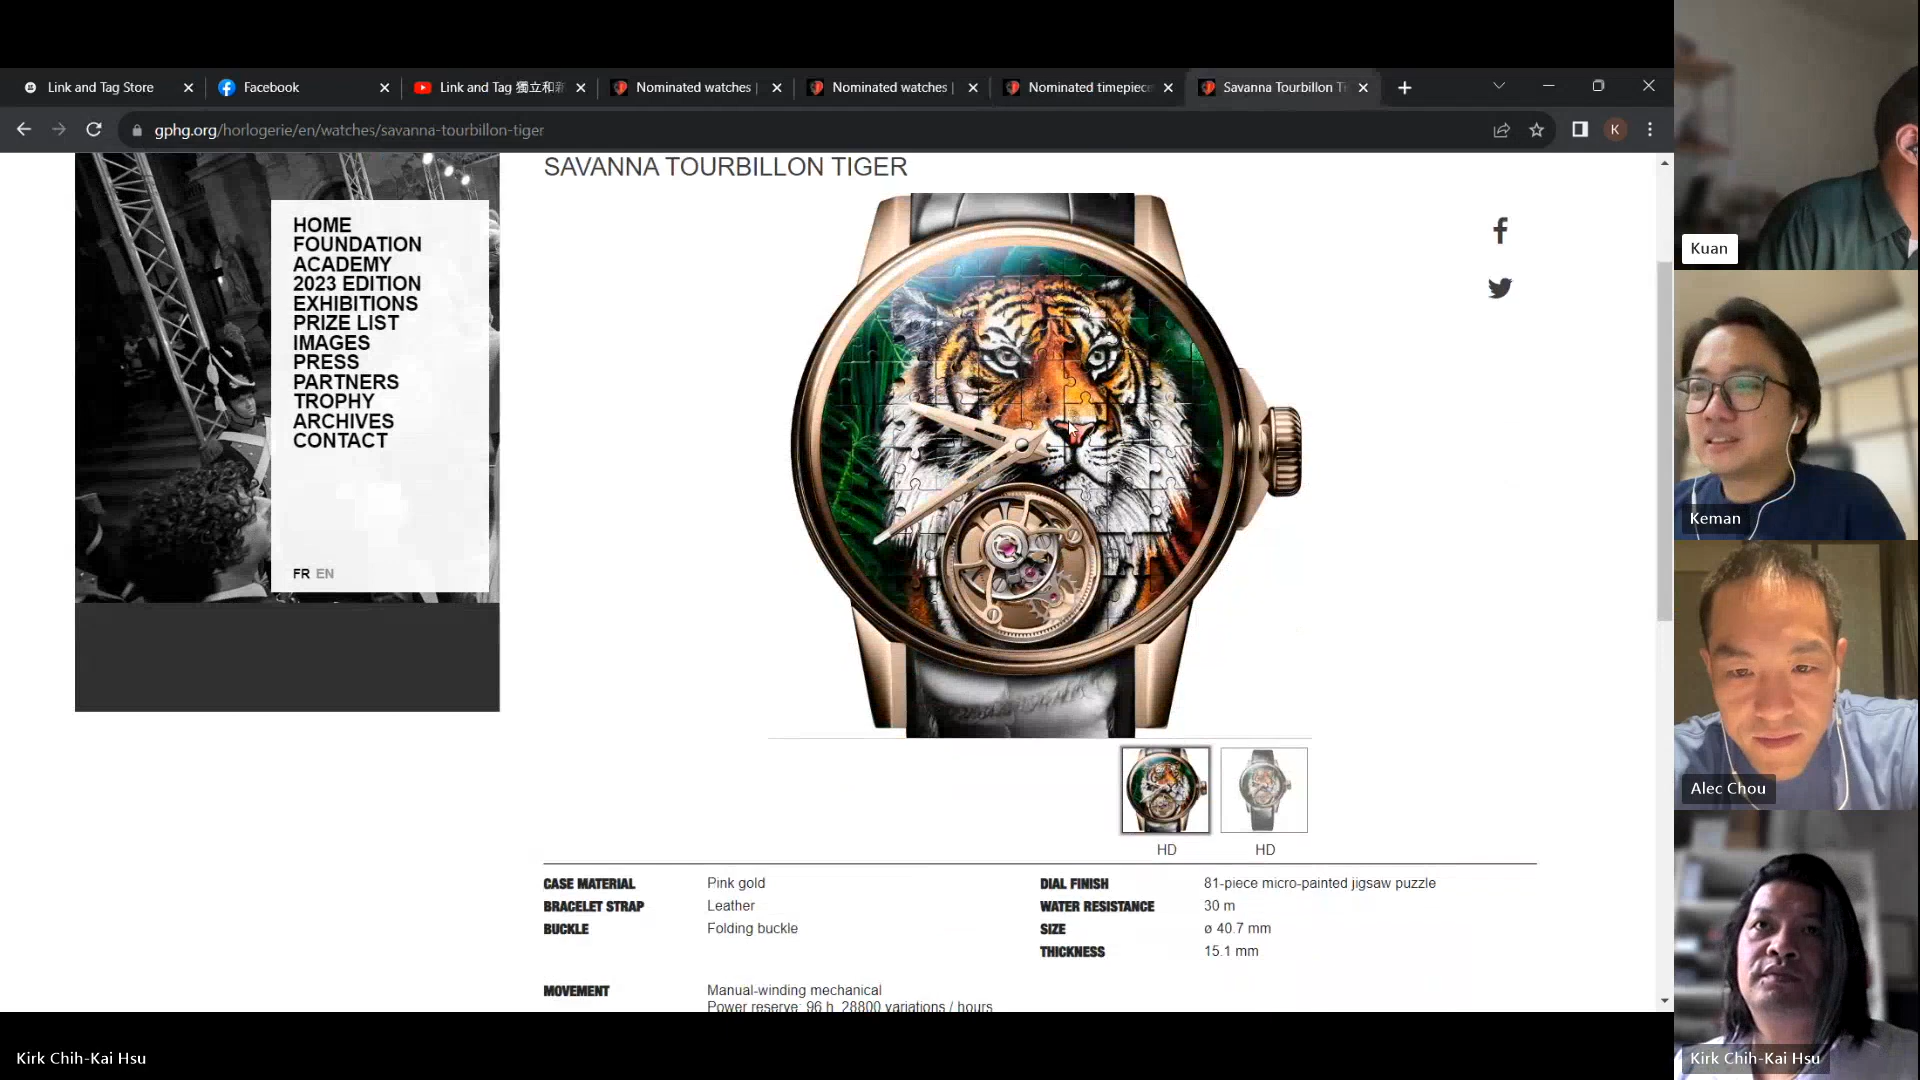 Link and Tag Store
Facebook
Link and Tag 獨立和
Nominated watches |
Nominated watches |
Nominated timepiece
Savanna Tourbillon T
gphg.org/horlogerie/en/watches/savanna-tourbillon-tiger
K
SAVANNA TOURBILLON TIGER
HOME
FOUNDATION
ACADEMY
2023 EDITION
EXHIBITIONS
PRIZE LIST
IMAGES
PRESS
PARTNERS
TROPHY
ARCHIVES
CONTACT
FR EN
HD
HD
CASE MATERIAL Pink gold
BRACELET STRAP Leather
BUCKLE Folding buckle
DIAL FINISH 81-piece micro-painted jigsaw puzzle
WATER RESISTANCE 30 m
SIZE ø 40.7 mm
THICKNESS 15.1 mm
MOVEMENT Manual-winding mechanical
Power reserve: 96 h, 28800 variations / hours
Kuan
Keman
Alec Chou
Kirk Chih-Kai Hsu
Kirk Chih-Kai Hsu